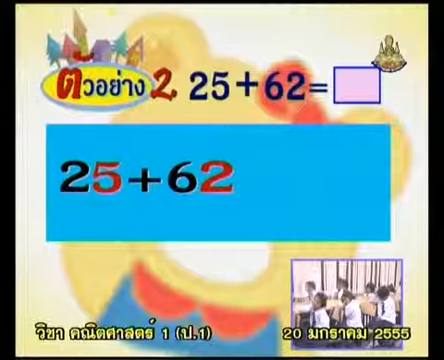 ตัวอย่าง 2. 25+62=
25+62
วิชา คณิตศาสตร์ 1 (ป.1) 20 มกราคม 2555